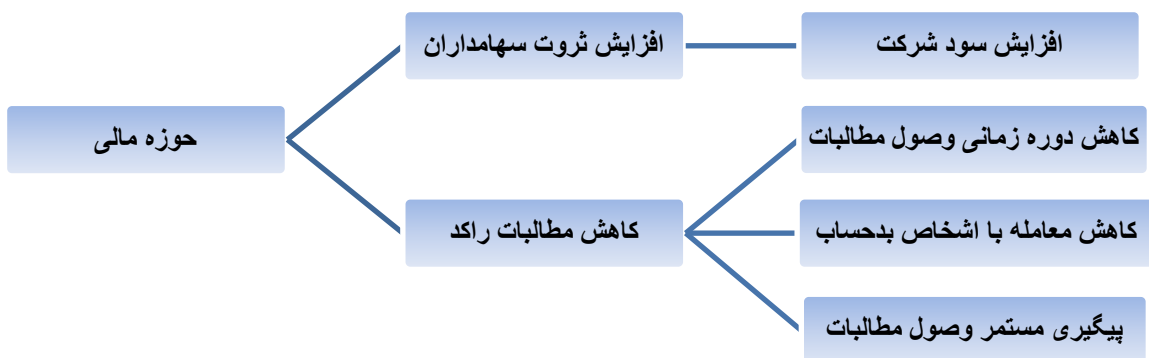 افزایش ثروت سهامداران
افزایش سود شرکت
حوزه مالی
کاهش دوره زمانی وصول مطالبات
کاهش مطالبات راکد
کاهش معامله با اشخاص بدحساب
پیگیری مستمر وصول مطالبات